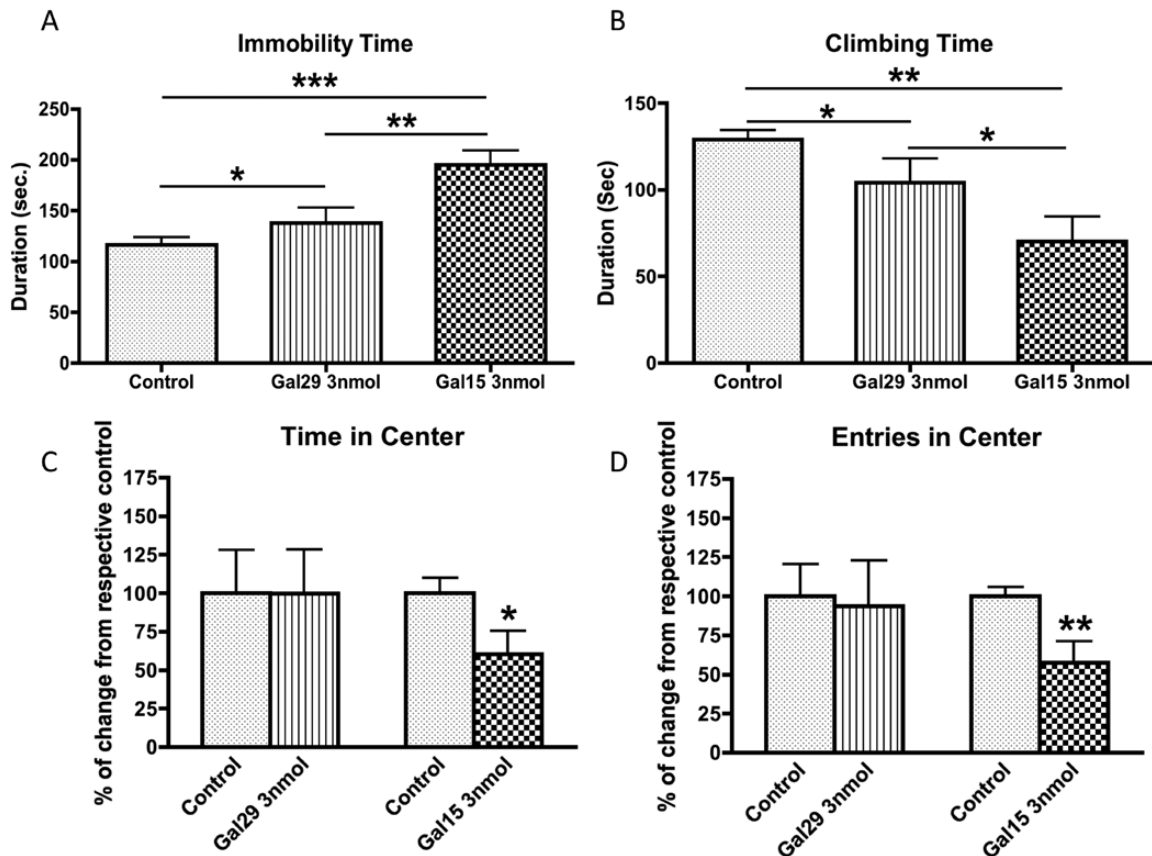 A
Immobility Time
***
**
*
Duration (sec.)
250
200
150
100
50
0
Control
Gal29 3nmol
Gal15 3nmol
B
Climbing Time
**
*
*
Duration (Sec)
150
100
50
0
Control
Gal29 3nmol
Gal15 3nmol
C
Time in Center
% of change from respective control
175
150
125
100
75
50
25
0
*
Control
Gal29 3nmol
Control
Gal15 3nmol
D
Entries in Center
% of change from respective control
175
150
125
100
75
50
25
0
**
Control
Gal29 3nmol
Control
Gal15 3nmol